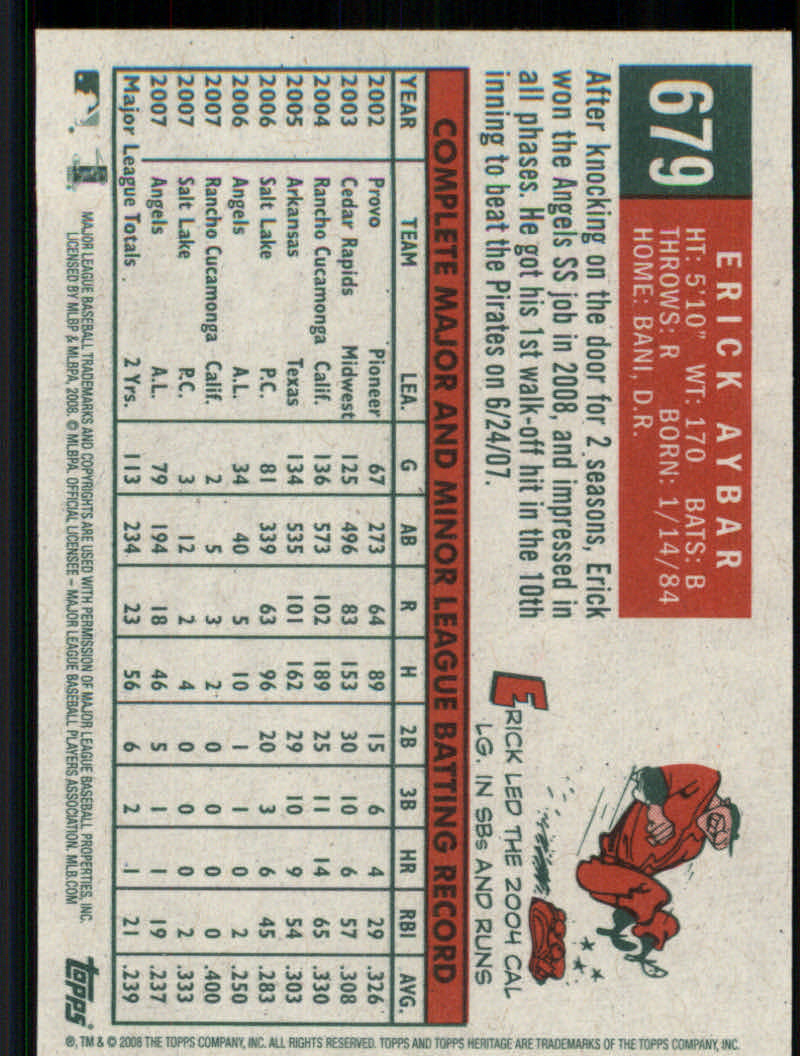 679
ERICK AYBAR
HT: 5'10" WT: 170 BATS: B
THROWS: R BORN: 1/14/84
HOME: BANI, D.R.
After knocking on the door for 2 seasons, Erick
won the Angels SS job in 2008, and impressed in
all phases. He got his 1st walk-off hit in the 10th
inning to beat the Pirates on 6/24/07.
ERICK LED THE 2004 CAL
LG. IN SBs AND RUNS
COMPLETE MAJOR AND MINOR LEAGUE BATTING RECORD
YEAR TEAM LEA. G AB R H 2B 3B HR RBI AVG.
2002 Provo Pioneer 67 273 64 89 15 6 4 29 .326
2003 Cedar Rapids Midwest 125 496 83 153 30 10 6 57 .308
2004 Rancho Cucamonga Calif. 136 573 102 189 25 11 14 65 .330
2005 Arkansas Texas 134 535 101 162 29 10 9 54 .303
2006 Salt Lake P.C. 81 339 63 96 20 3 6 45 .283
2006 Angels A.L. 34 40 5 10 1 1 0 2 .250
2007 Rancho Cucamonga Calif. 2 5 3 2 0 0 0 0 .400
2007 Salt Lake P.C. 3 12 2 4 0 0 0 2 .333
2007 Angels A.L. 79 194 18 46 5 1 1 19 .237
Major League Totals 2 Yrs. 113 234 23 56 6 2 1 21 .239
MAJOR LEAGUE BASEBALL TRADEMARKS AND COPYRIGHTS ARE USED WITH PERMISSION OF MAJOR LEAGUE BASEBALL PROPERTIES, INC.
LICENSED BY MLBP & MLBPA, 2008. © MLBPA. OFFICIAL LICENSEE – MAJOR LEAGUE BASEBALL PLAYERS ASSOCIATION. MLB.COM
topps
®, TM & © 2008 THE TOPPS COMPANY, INC. ALL RIGHTS RESERVED. TOPPS AND TOPPS HERITAGE ARE TRADEMARKS OF THE TOPPS COMPANY, INC.